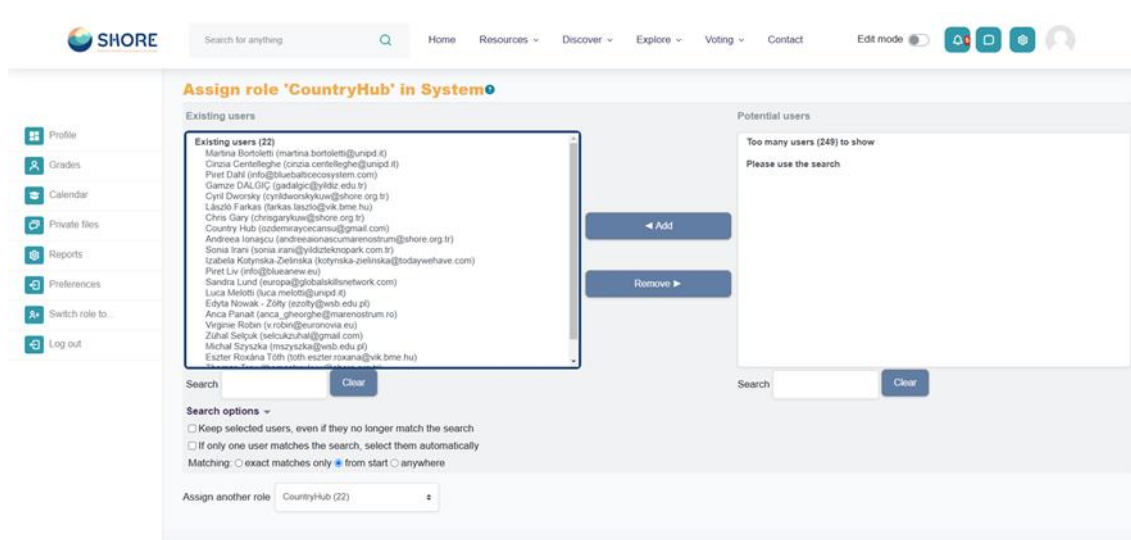 SHORE
Search for anything
Home Resources Discover Explore Voting Contact
Edit mode
Assign role 'CountryHub' in System
Existing users
Potential users
Profile
Grades
Calendar
Private files
Reports
Preferences
Switch role to...
Log out
Existing users (22)
Martina Bortoletti (martina.bortoletti@unipd.it)
Cinzia Centelleghe (cinzia.centelleghe@unipd.it)
Piret Dahl (info@bluebalticecosystem.com)
Gamze DALGIÇ (gadalgic@yildiz.edu.tr)
Cyril Dworsky (cyrildworskykuw@shore.org.tr)
László Farkas (farkas.laszlo@vik.bme.hu)
Chris Gary (chrisgarykuw@shore.org.tr)
Country Hub (ozdemiraycecansu@gmail.com)
Andreea Ionaşcu (andreeaionascumarenostrum@shore.org.tr)
Sonia Irani (sonia.irani@yildizteknopark.com.tr)
Izabela Kotynska-Zielinska (kotynska-zielinska@todaywehave.com)
Piret Liv (info@blueanew.eu)
Sandra Lund (europa@globalskillsnetwork.com)
Luca Melotti (luca.melotti@unipd.it)
Edyta Nowak - Żółty (ezolty@wsb.edu.pl)
Anca Panait (anca_gheorghe@marenostrum.ro)
Virginie Robin (v.robin@euronovia.eu)
Zühal Selçuk (selcukzuhal@gmail.com)
Michał Szyszka (mszyszka@wsb.edu.pl)
Eszter Roxána Tóth (toth.eszter.roxana@vik.bme.hu)
◄ Add
Remove ►
Too many users (249) to show
Please use the search
Search
Clear
Search
Clear
Search options
Keep selected users, even if they no longer match the search
If only one user matches the search, select them automatically
Matching: exact matches only from start anywhere
Assign another role CountryHub (22)